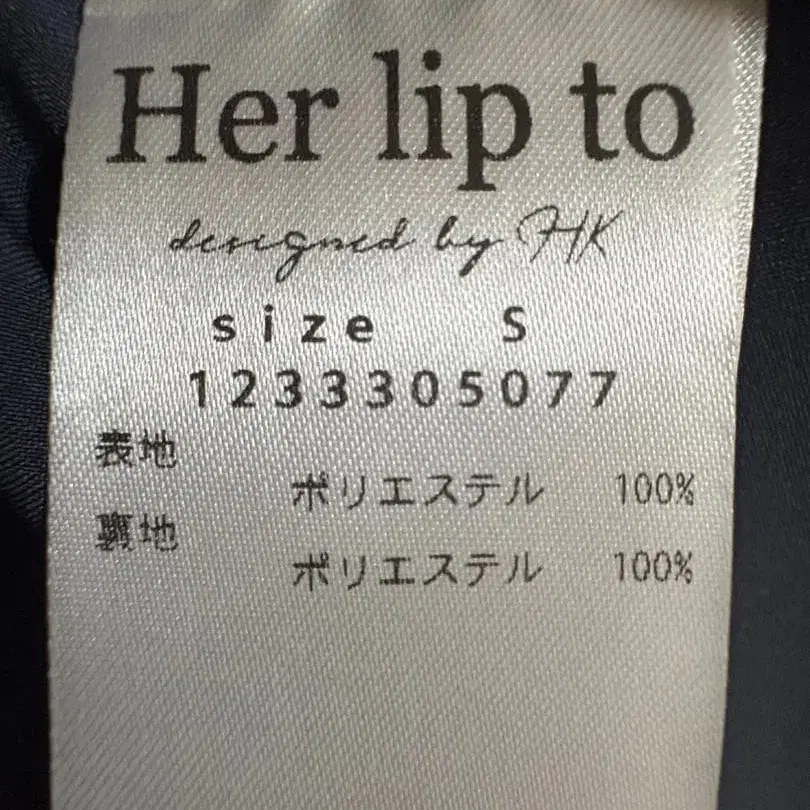 Her lip to
designed by HK
size S
1233305077
表地
ポリエステル 100%
裏地
ポリエステル 100%